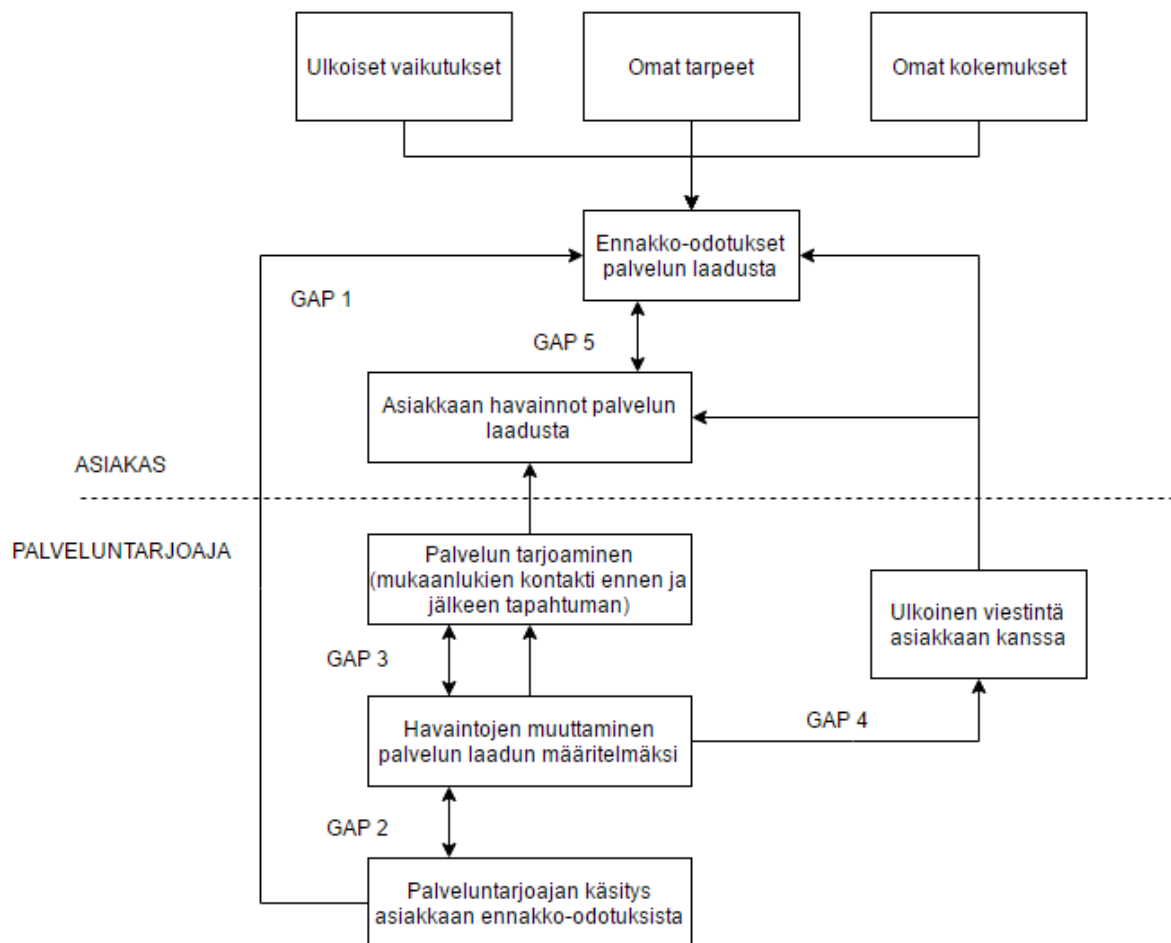 Ulkoiset vaikutukset
Omat tarpeet
Omat kokemukset
Ennakko-odotukset
palvelun laadusta
GAP 1
GAP 5
Asiakkaan havainnot palvelun
laadusta
ASIAKAS
PALVELUNTARJOAJA
Palvelun tarjoaminen
(mukaanlukien kontakti ennen ja
jälkeen tapahtuman)
Ulkoinen viestintä
asiakkaan kanssa
GAP 3
Havaintojen muuttaminen
palvelun laadun määritelmäksi
GAP 4
GAP 2
Palveluntarjoajan käsitys
asiakkaan ennakko-odotuksista